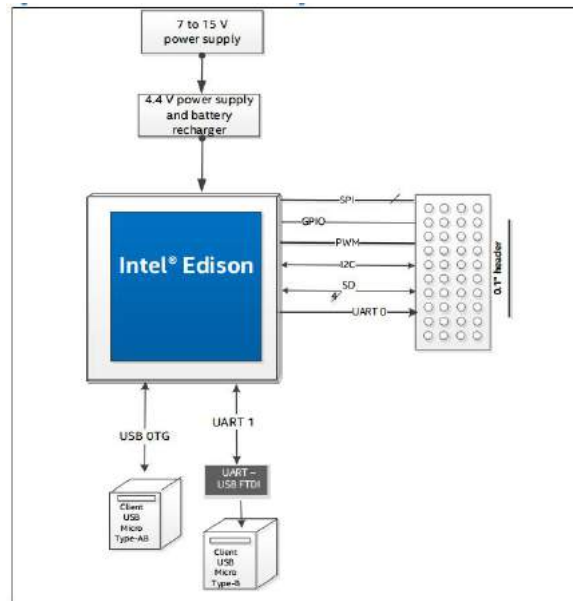 7 to 15 V
power supply
4.4 V power supply
and battery
recharger
Intel® Edison
SPI
GPIO
PWM
I2C
SD
4
UART 0
0.1" header
USB OTG
UART 1
UART –
USB FTDI
Client
USB
Micro
Type-AB
Client
USB
Micro
Type-B